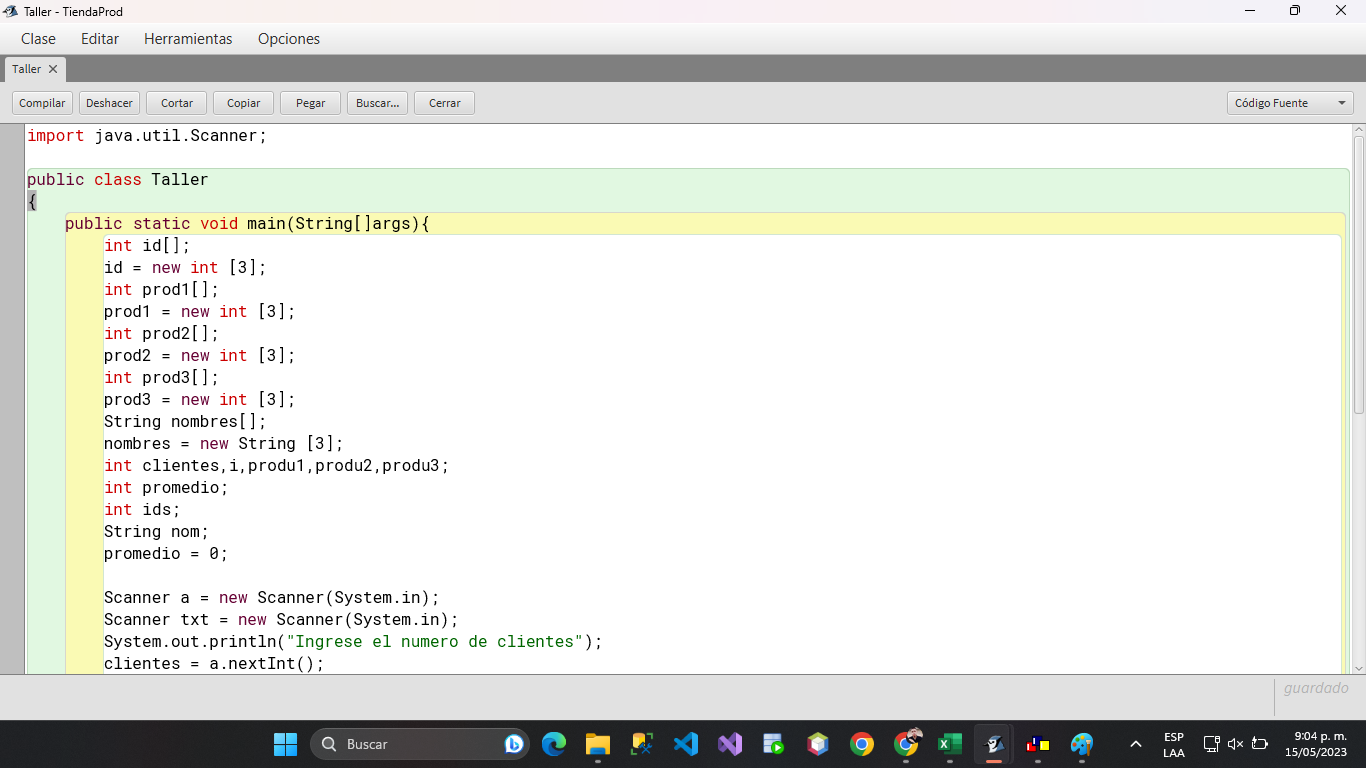 Taller - TiendaProd
Clase Editar Herramientas Opciones
Taller
Compilar Deshacer Cortar Copiar Pegar Buscar... Cerrar Código Fuente
import java.util.Scanner;
public class Taller
{
public static void main(String[]args){
int id[];
id = new int [3];
int prod1[];
prod1 = new int [3];
int prod2[];
prod2 = new int [3];
int prod3[];
prod3 = new int [3];
String nombres[];
nombres = new String [3];
int clientes,i,produ1,produ2,produ3;
int promedio;
int ids;
String nom;
promedio = 0;
Scanner a = new Scanner(System.in);
Scanner txt = new Scanner(System.in);
System.out.println("Ingrese el numero de clientes");
clientes = a.nextInt();
guardado
Buscar
ESP
LAA
9:04 p. m.
15/05/2023